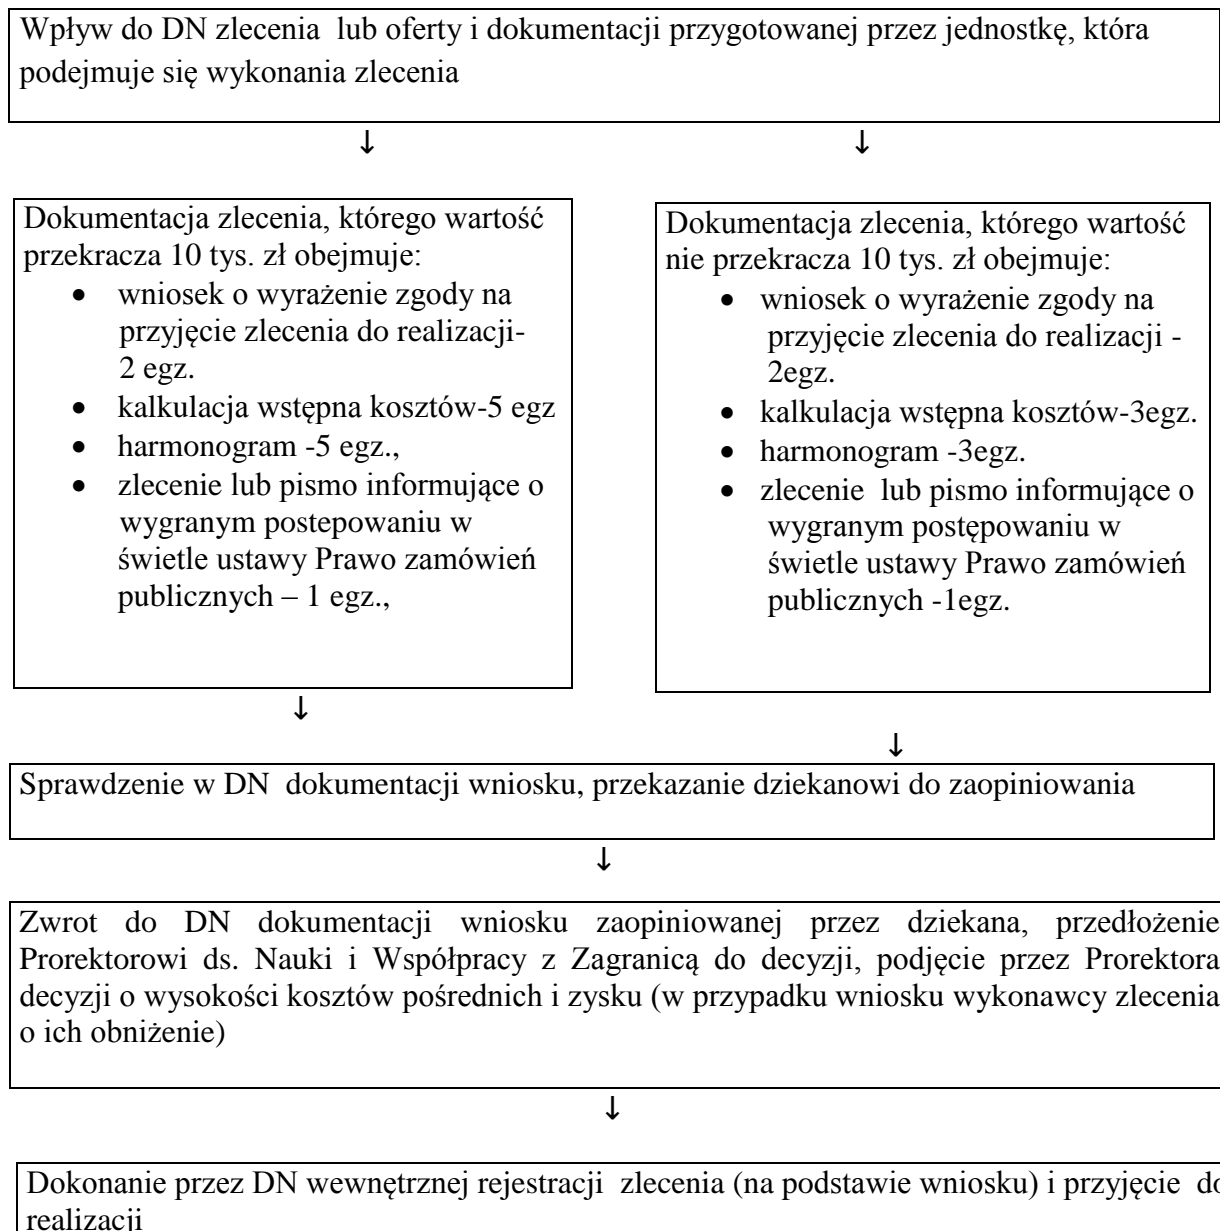 Wpływ do DN zlecenia lub oferty i dokumentacji przygotowanej przez jednostkę, która
podejmuje się wykonania zlecenia
↓ ↓
Dokumentacja zlecenia, którego wartość
przekracza 10 tys. zł obejmuje:
• wniosek o wyrażenie zgody na
przyjęcie zlecenia do realizacji-
2 egz.
• kalkulacja wstępna kosztów-5 egz
• harmonogram -5 egz.,
• zlecenie lub pismo informujące o
wygranym postepowaniu w
świetle ustawy Prawo zamówień
publicznych – 1 egz.,
↓
Dokumentacja zlecenia, którego wartość
nie przekracza 10 tys. zł obejmuje:
• wniosek o wyrażenie zgody na
przyjęcie zlecenia do realizacji -
2egz.
• kalkulacja wstępna kosztów-3egz.
• harmonogram -3egz.
• zlecenie lub pismo informujące o
wygranym postępowaniu w
świetle ustawy Prawo zamówień
publicznych -1egz.
↓
Sprawdzenie w DN dokumentacji wniosku, przekazanie dziekanowi do zaopiniowania
↓
Zwrot do DN dokumentacji wniosku zaopiniowanej przez dziekana, przedłożenie
Prorektorowi ds. Nauki i Współpracy z Zagranicą do decyzji, podjęcie przez Prorektora
decyzji o wysokości kosztów pośrednich i zysku (w przypadku wniosku wykonawcy zlecenia
o ich obniżenie)
↓
Dokonanie przez DN wewnętrznej rejestracji zlecenia (na podstawie wniosku) i przyjęcie do
realizacji